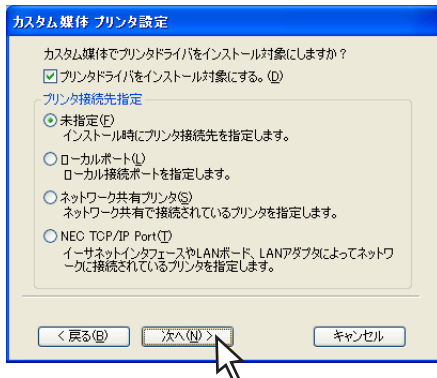 カスタム媒体 プリンタ設定
カスタム媒体でプリンタドライバをインストール対象にしますか？
プリンタドライバをインストール対象にする。(D)
プリンタ接続先指定
未指定(F)
インストール時にプリンタ接続先を指定します。
ローカルポート(L)
ローカル接続ポートを指定します。
ネットワーク共有プリンタ(S)
ネットワーク共有で接続されているプリンタを指定します。
NEC TCP/IP Port(T)
イーサネットインタフェースやLANボード、LANアダプタによってネットワ
ークに接続されているプリンタを指定します。
< 戻る(B) 次へ(N) > キャンセル